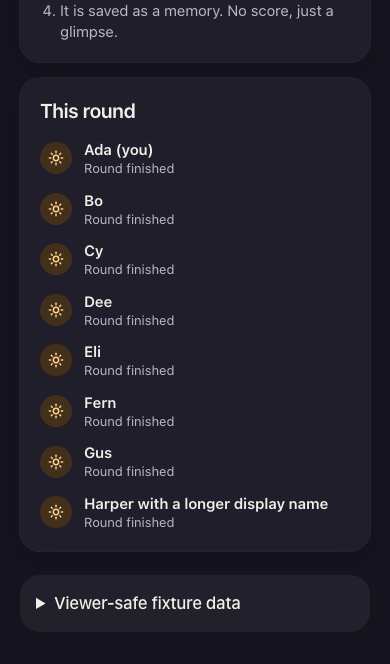 4. It is saved as a memory. No score, just a
glimpse.
This round
Ada (you)
Round finished
Bo
Round finished
Cy
Round finished
Dee
Round finished
Eli
Round finished
Fern
Round finished
Gus
Round finished
Harper with a longer display name
Round finished
Viewer-safe fixture data